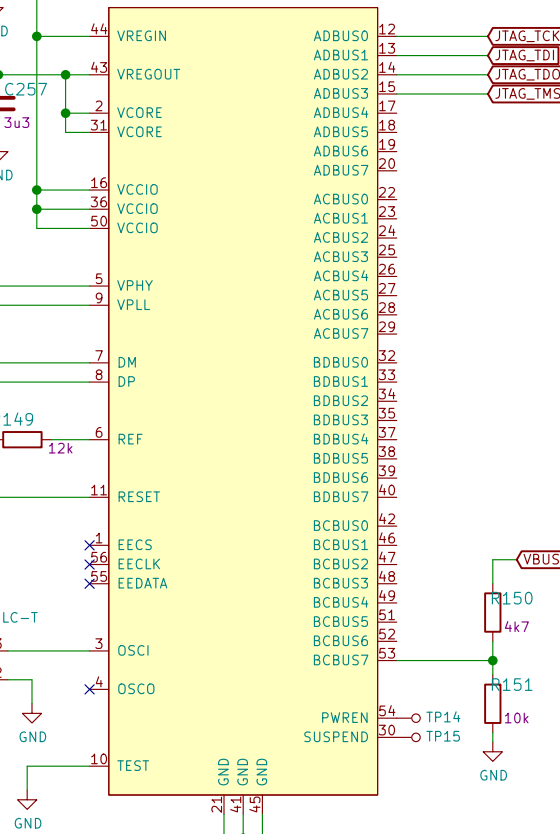 44 VREGIN ADBUS0 12 JTAG_TCK
D ADBUS1 13 JTAG_TDI
43 VREGOUT ADBUS2 14 JTAG_TDO
C257 ADBUS3 15 JTAG_TMS
2 VCORE ADBUS4 17
3u3 31 VCORE ADBUS5 18
ADBUS6 19
ND ADBUS7 20
16 VCCIO ACBUS0 22
36 VCCIO ACBUS1 23
50 VCCIO ACBUS2 24
ACBUS3 25
ACBUS4 26
5 VPHY ACBUS5 27
9 VPLL ACBUS6 28
ACBUS7 29
7 DM BDBUS0 32
8 DP BDBUS1 33
BDBUS2 34
149 BDBUS3 35
6 REF BDBUS4 37
12k BDBUS5 38
BDBUS6 39
11 RESET BDBUS7 40
BCBUS0 42
1 EECS BCBUS1 46
56 EECLK BCBUS2 47 VBUS
55 EEDATA BCBUS3 48
BCBUS4 49 R150
LC-T BCBUS5 51 4k7
3 OSCI BCBUS6 52
BCBUS7 53
4 OSCO R151
PWREN 54 TP14 10k
GND SUSPEND 30 TP15
10 TEST GND
GND GND GND
21 41 45
GND